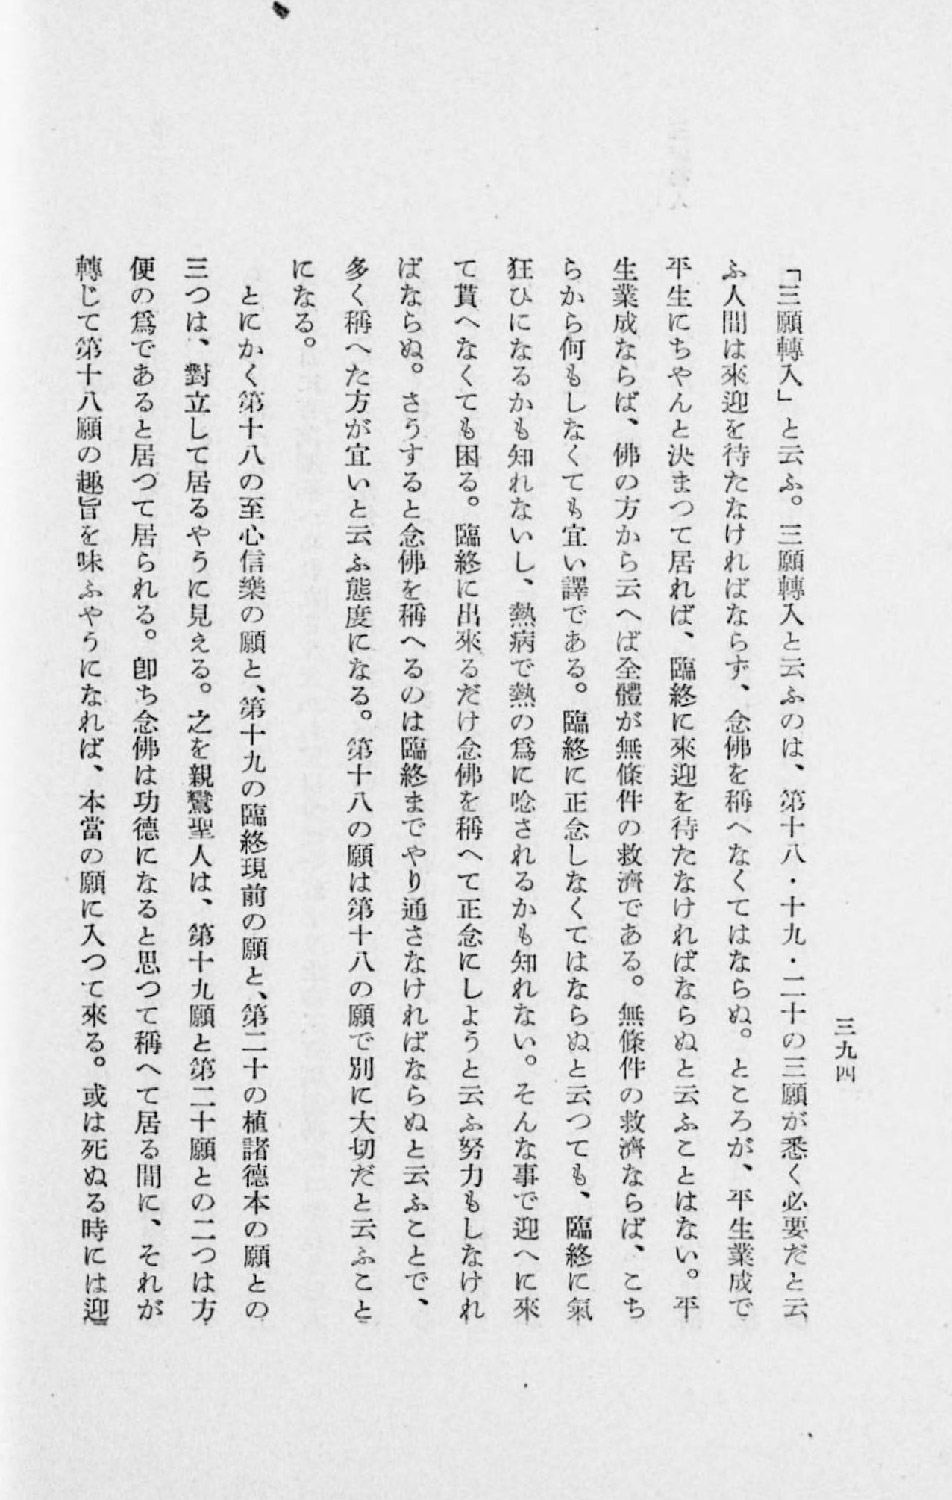 三九四
「三願轉入」と云ふ。三願轉入と云ふのは、第十八・十九・二十の三願が悉く必要だと云
ふ人間は來迎を待たなければならず、念佛を稱へなくてはならぬ。ところが、平生業成で
平生にちやんと決まつて居れば、臨終に來迎を待たなければならぬと云ふことはない。平
生業成ならば、佛の方から云へば全體が無條件の救濟である。無條件の救濟ならば、こち
らから何もしなくても宜い譯である。臨終に正念しなくてはならぬと云つても、臨終に氣
狂ひになるかも知れないし、熱病で熱の爲に唸されるかも知れない。そんな事で迎へに來
て貰へなくても困る。臨終に出來るだけ念佛を稱へて正念にしようと云ふ努力もしなけれ
ばならぬ。さうすると念佛を稱へるのは臨終までやり通さなければならぬと云ふことで、
多く稱へた方が宜いと云ふ態度になる。第十八の願は第十八の願で別に大切だと云ふこと
になる。
とにかく第十八の至心信樂の願と、第十九の臨終現前の願と、第二十の植諸德本の願との
三つは、對立して居るやうに見える。之を親鸞聖人は、第十九願と第二十願との二つは方
便の爲であると居つて居られる。卽ち念佛は功德になると思つて稱へて居る間に、それが
轉じて第十八願の趣旨を味ふやうになれば、本當の願に入つて來る。或は死ぬる時には迎